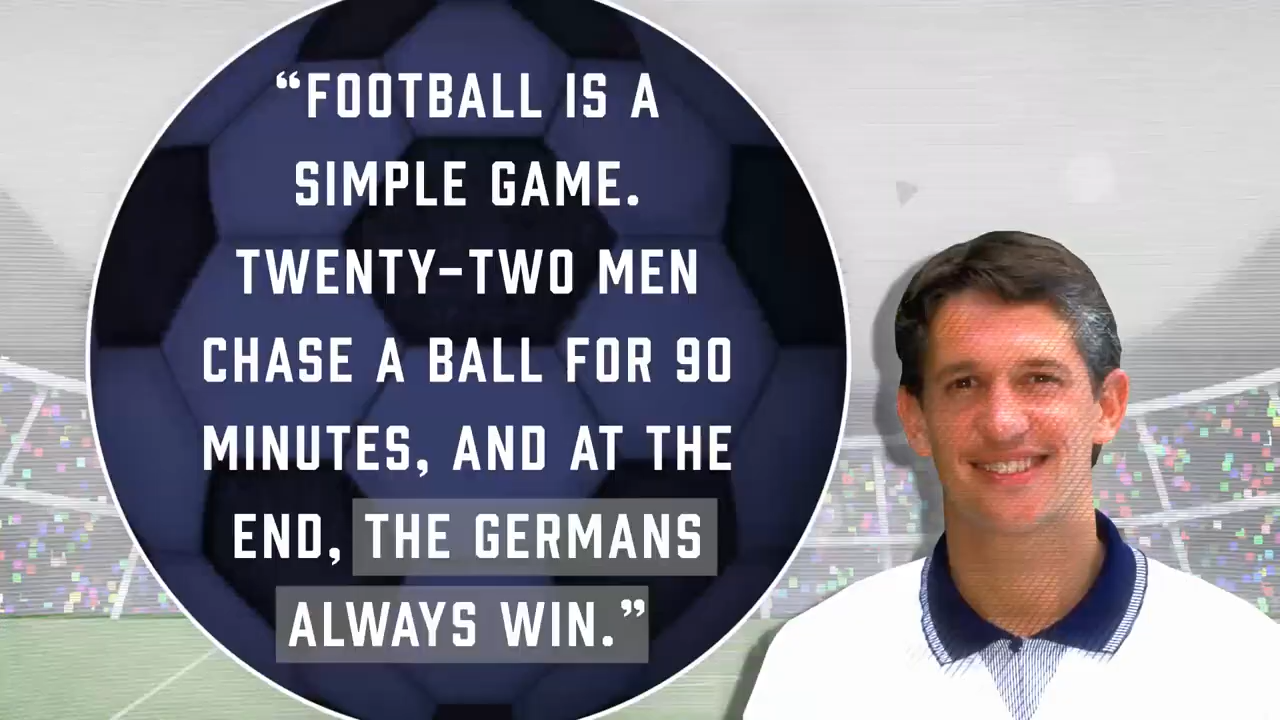 “FOOTBALL IS A
SIMPLE GAME.
TWENTY-TWO MEN
CHASE A BALL FOR 90
MINUTES, AND AT THE
END, THE GERMANS
ALWAYS WIN.”